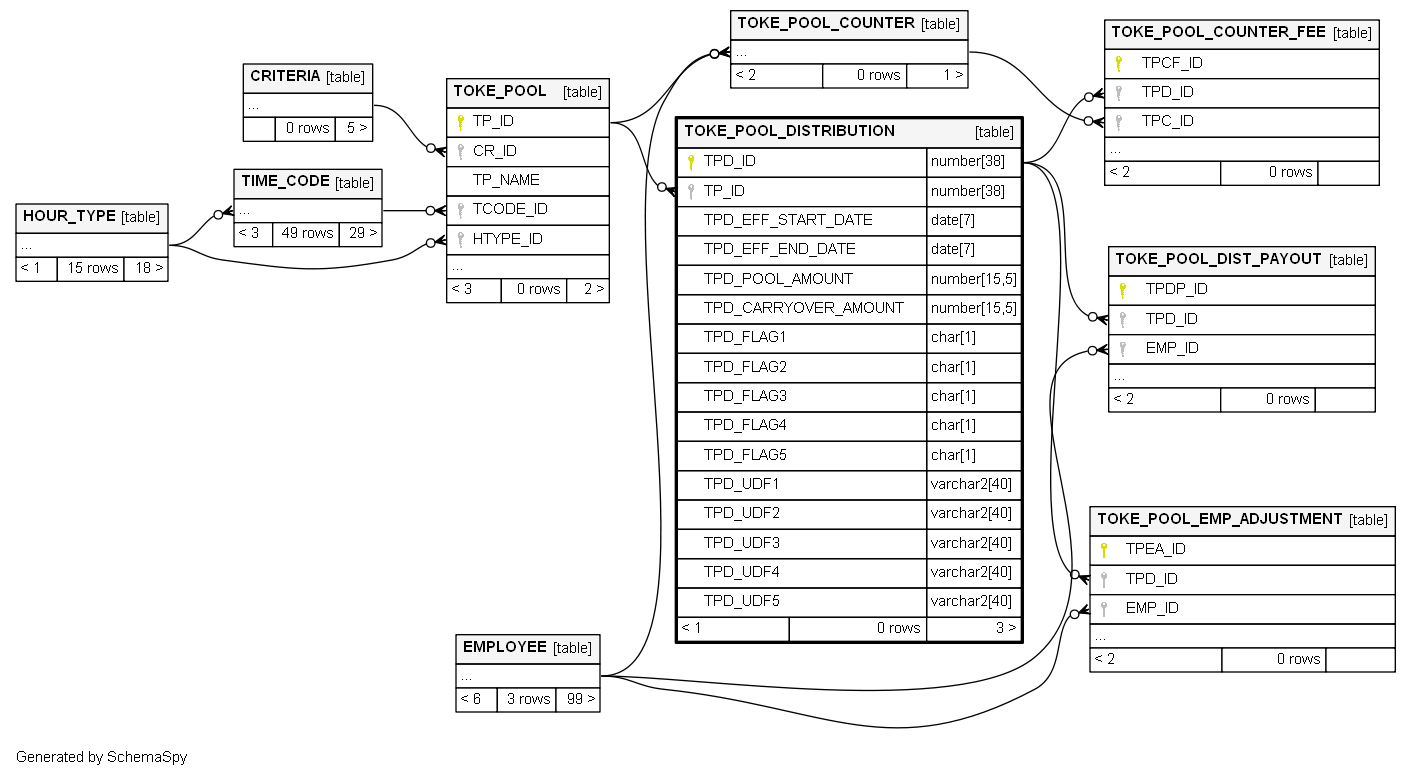 TOKE_POOL_COUNTER [table]
...
< 2 0 rows 1 >
TOKE_POOL_COUNTER_FEE [table]
TPCF_ID
TPD_ID
TPC_ID
...
< 2 0 rows
CRITERIA [table]
...
0 rows 5 >
TOKE_POOL [table]
TP_ID
CR_ID
TP_NAME
TCODE_ID
HTYPE_ID
...
< 3 0 rows 2 >
TIME_CODE [table]
...
< 3 49 rows 29 >
HOUR_TYPE [table]
...
< 1 15 rows 18 >
TOKE_POOL_DISTRIBUTION [table]
TPD_ID number[38]
TP_ID number[38]
TPD_EFF_START_DATE date[7]
TPD_EFF_END_DATE date[7]
TPD_POOL_AMOUNT number[15,5]
TPD_CARRYOVER_AMOUNT number[15,5]
TPD_FLAG1 char[1]
TPD_FLAG2 char[1]
TPD_FLAG3 char[1]
TPD_FLAG4 char[1]
TPD_FLAG5 char[1]
TPD_UDF1 varchar2[40]
TPD_UDF2 varchar2[40]
TPD_UDF3 varchar2[40]
TPD_UDF4 varchar2[40]
TPD_UDF5 varchar2[40]
< 1 0 rows 3 >
TOKE_POOL_DIST_PAYOUT [table]
TPDP_ID
TPD_ID
EMP_ID
...
< 2 0 rows
TOKE_POOL_EMP_ADJUSTMENT [table]
TPEA_ID
TPD_ID
EMP_ID
...
< 2 0 rows
EMPLOYEE [table]
...
< 6 3 rows 99 >
Generated by SchemaSpy